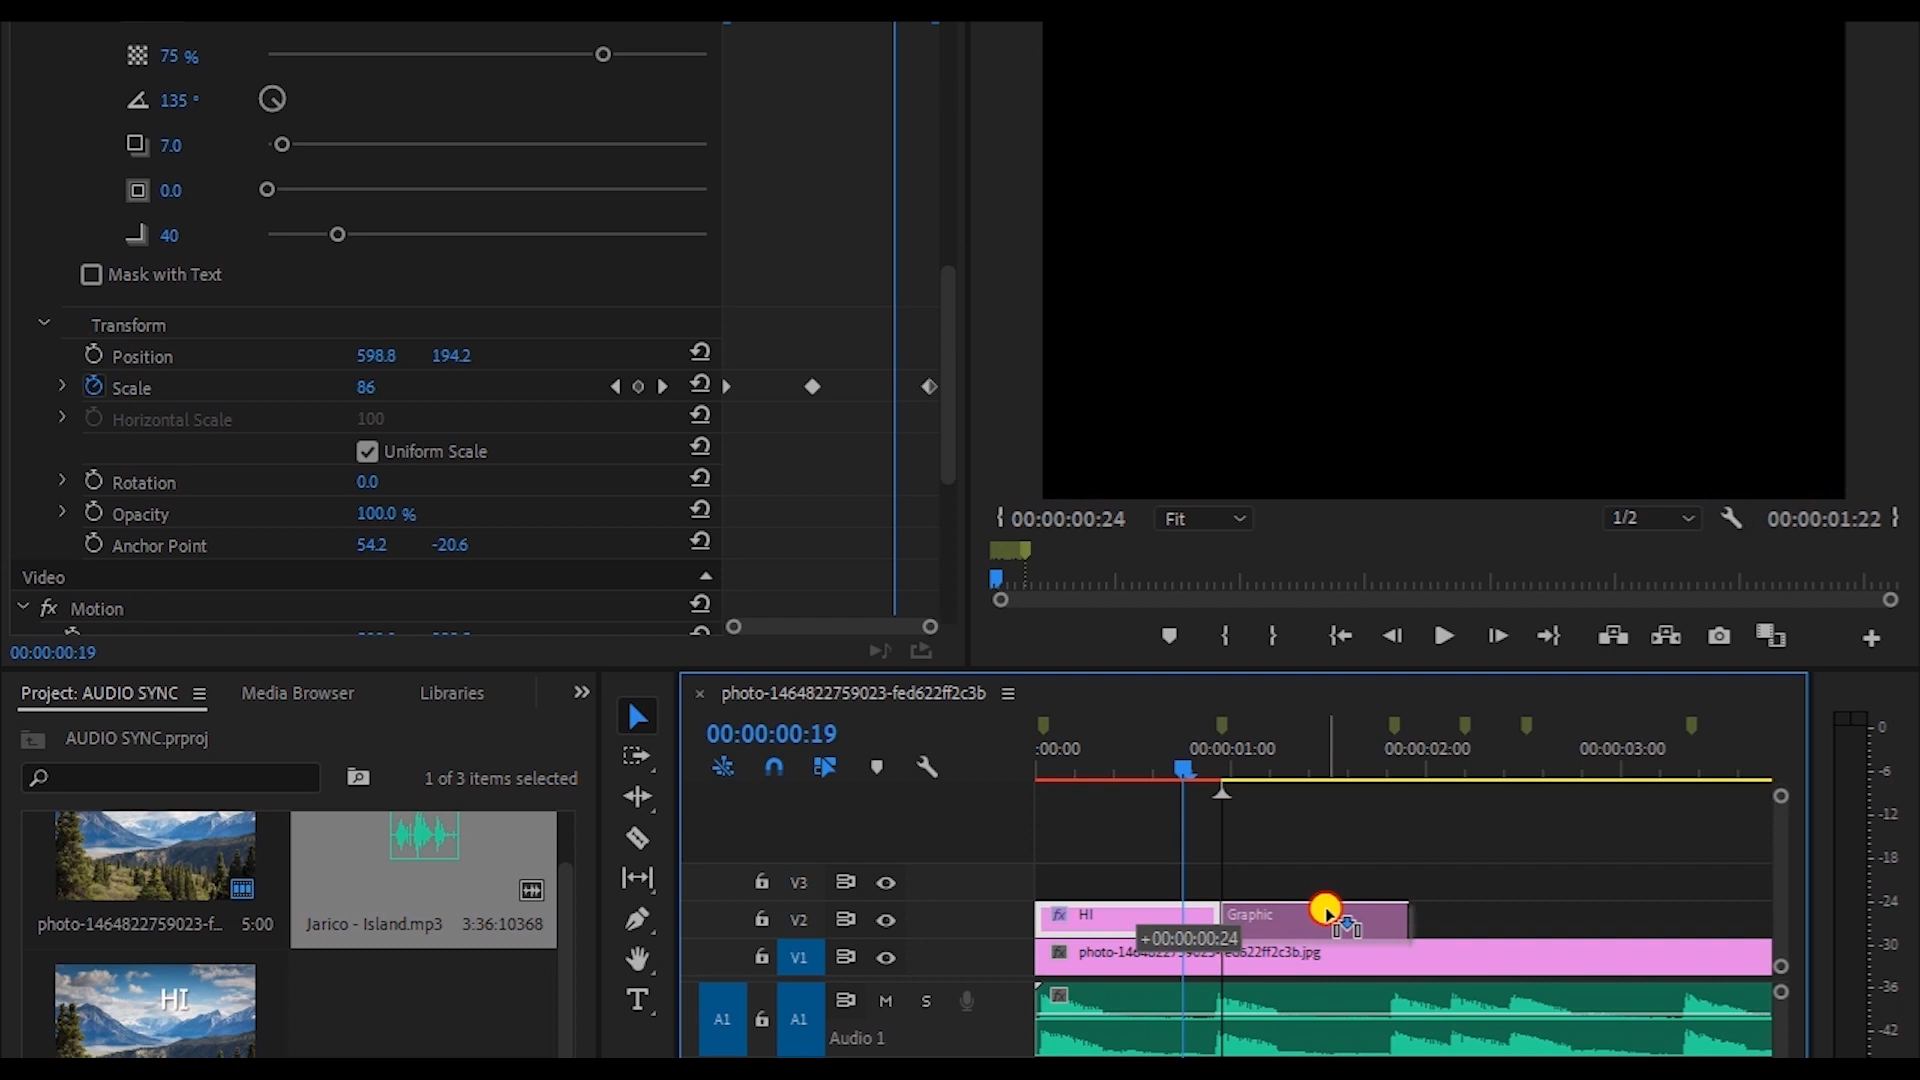 75 %
135 °
7.0
0.0
40
Mask with Text
Transform
Position 598.8 194.2
Scale 86
Horizontal Scale 100
Uniform Scale
Rotation 0.0
Opacity 100.0 %
Anchor Point 54.2 -20.6
Video
fx Motion
00:00:00:19
00:00:00:24 Fit 1/2 00:00:01:22
Project: AUDIO SYNC Media Browser Libraries
AUDIO SYNC.prproj
1 of 3 items selected
photo-1464822759023-f... 5:00
Jarico - Island.mp3 3:36:10368
HI
photo-1464822759023-fed622ff2c3b
00:00:00:19
:00:00 00:00:01:00 00:00:02:00 00:00:03:00
V3
V2 fx HI Graphic
+00:00:00:24
V1 fx
A1 A1 M S fx
Audio 1
T
0
-6
-12
-18
-24
-30
-36
-42